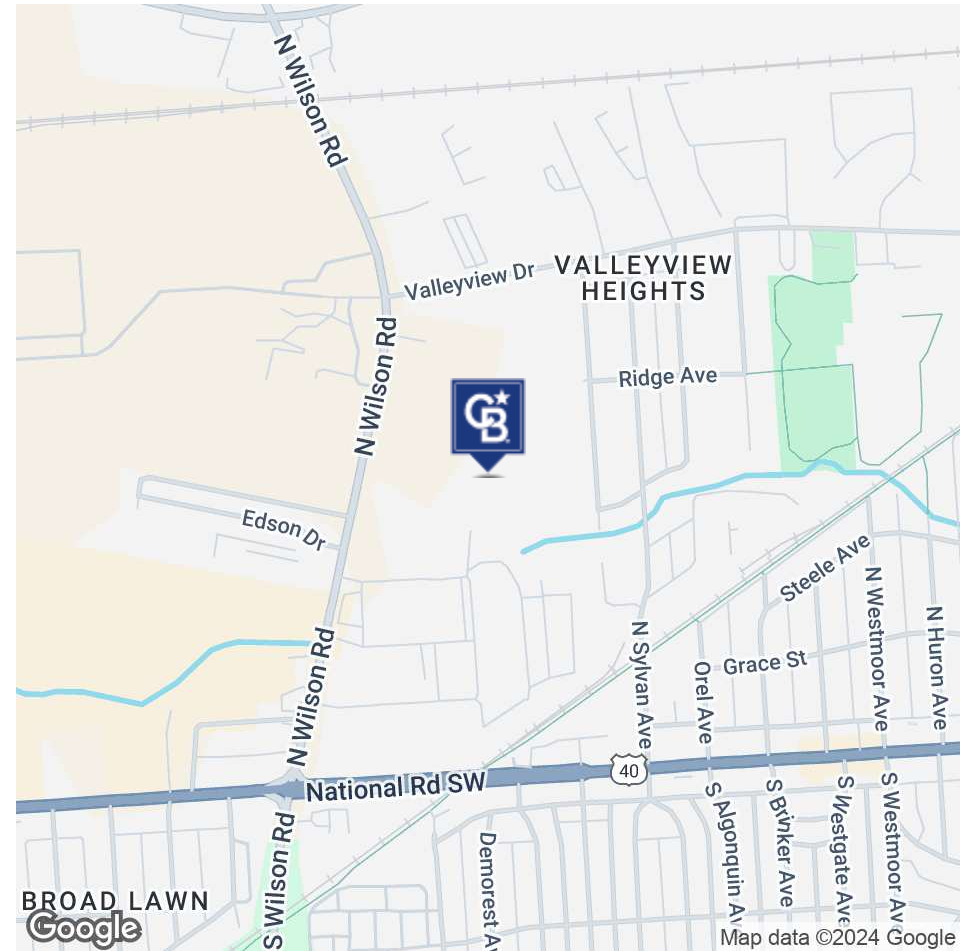 N Wilson Rd
VALLEYVIEW
HEIGHTS
Valleyview Dr
N Wilson Rd
Ridge Ave
CB
Edson Dr
Steele Ave
N Westmoor Ave
N Huron Ave
N Sylvan Ave
Grace St
Orel Ave
N Wilson Rd
40
National Rd SW
S Algonquin Av
S Brinker Ave
S Westgate Ave
S Westmoor Av
S Wilson Rd
Demorest A
BROAD LAWN
Google
Map data ©2024 Google